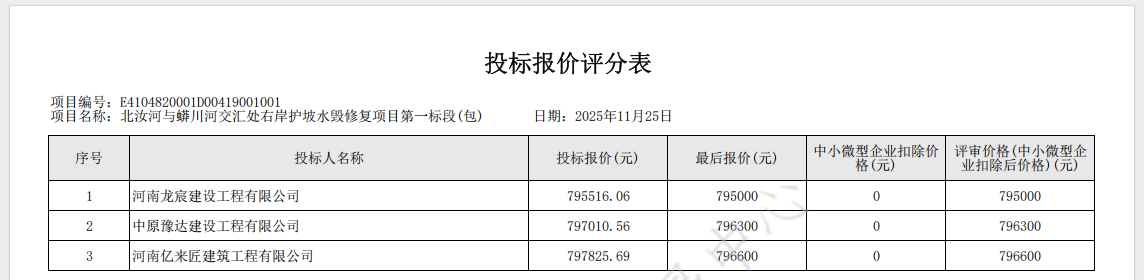 投标报价评分表
项目编号：E4104820001D00419001001
项目名称：北汝河与蟒川河交汇处右岸护坡水毁修复项目第一标段(包) 日期：2025年11月25日
序号 投标人名称 投标报价(元) 最后报价(元) 中小微型企业扣除价格(元) 评审价格(中小微型企业扣除后价格)(元)
1 河南龙宸建设工程有限公司 795516.06 795000 0 795000
2 中原豫达建设工程有限公司 797010.56 796300 0 796300
3 河南亿来匠建筑工程有限公司 797825.69 796600 0 796600
中心